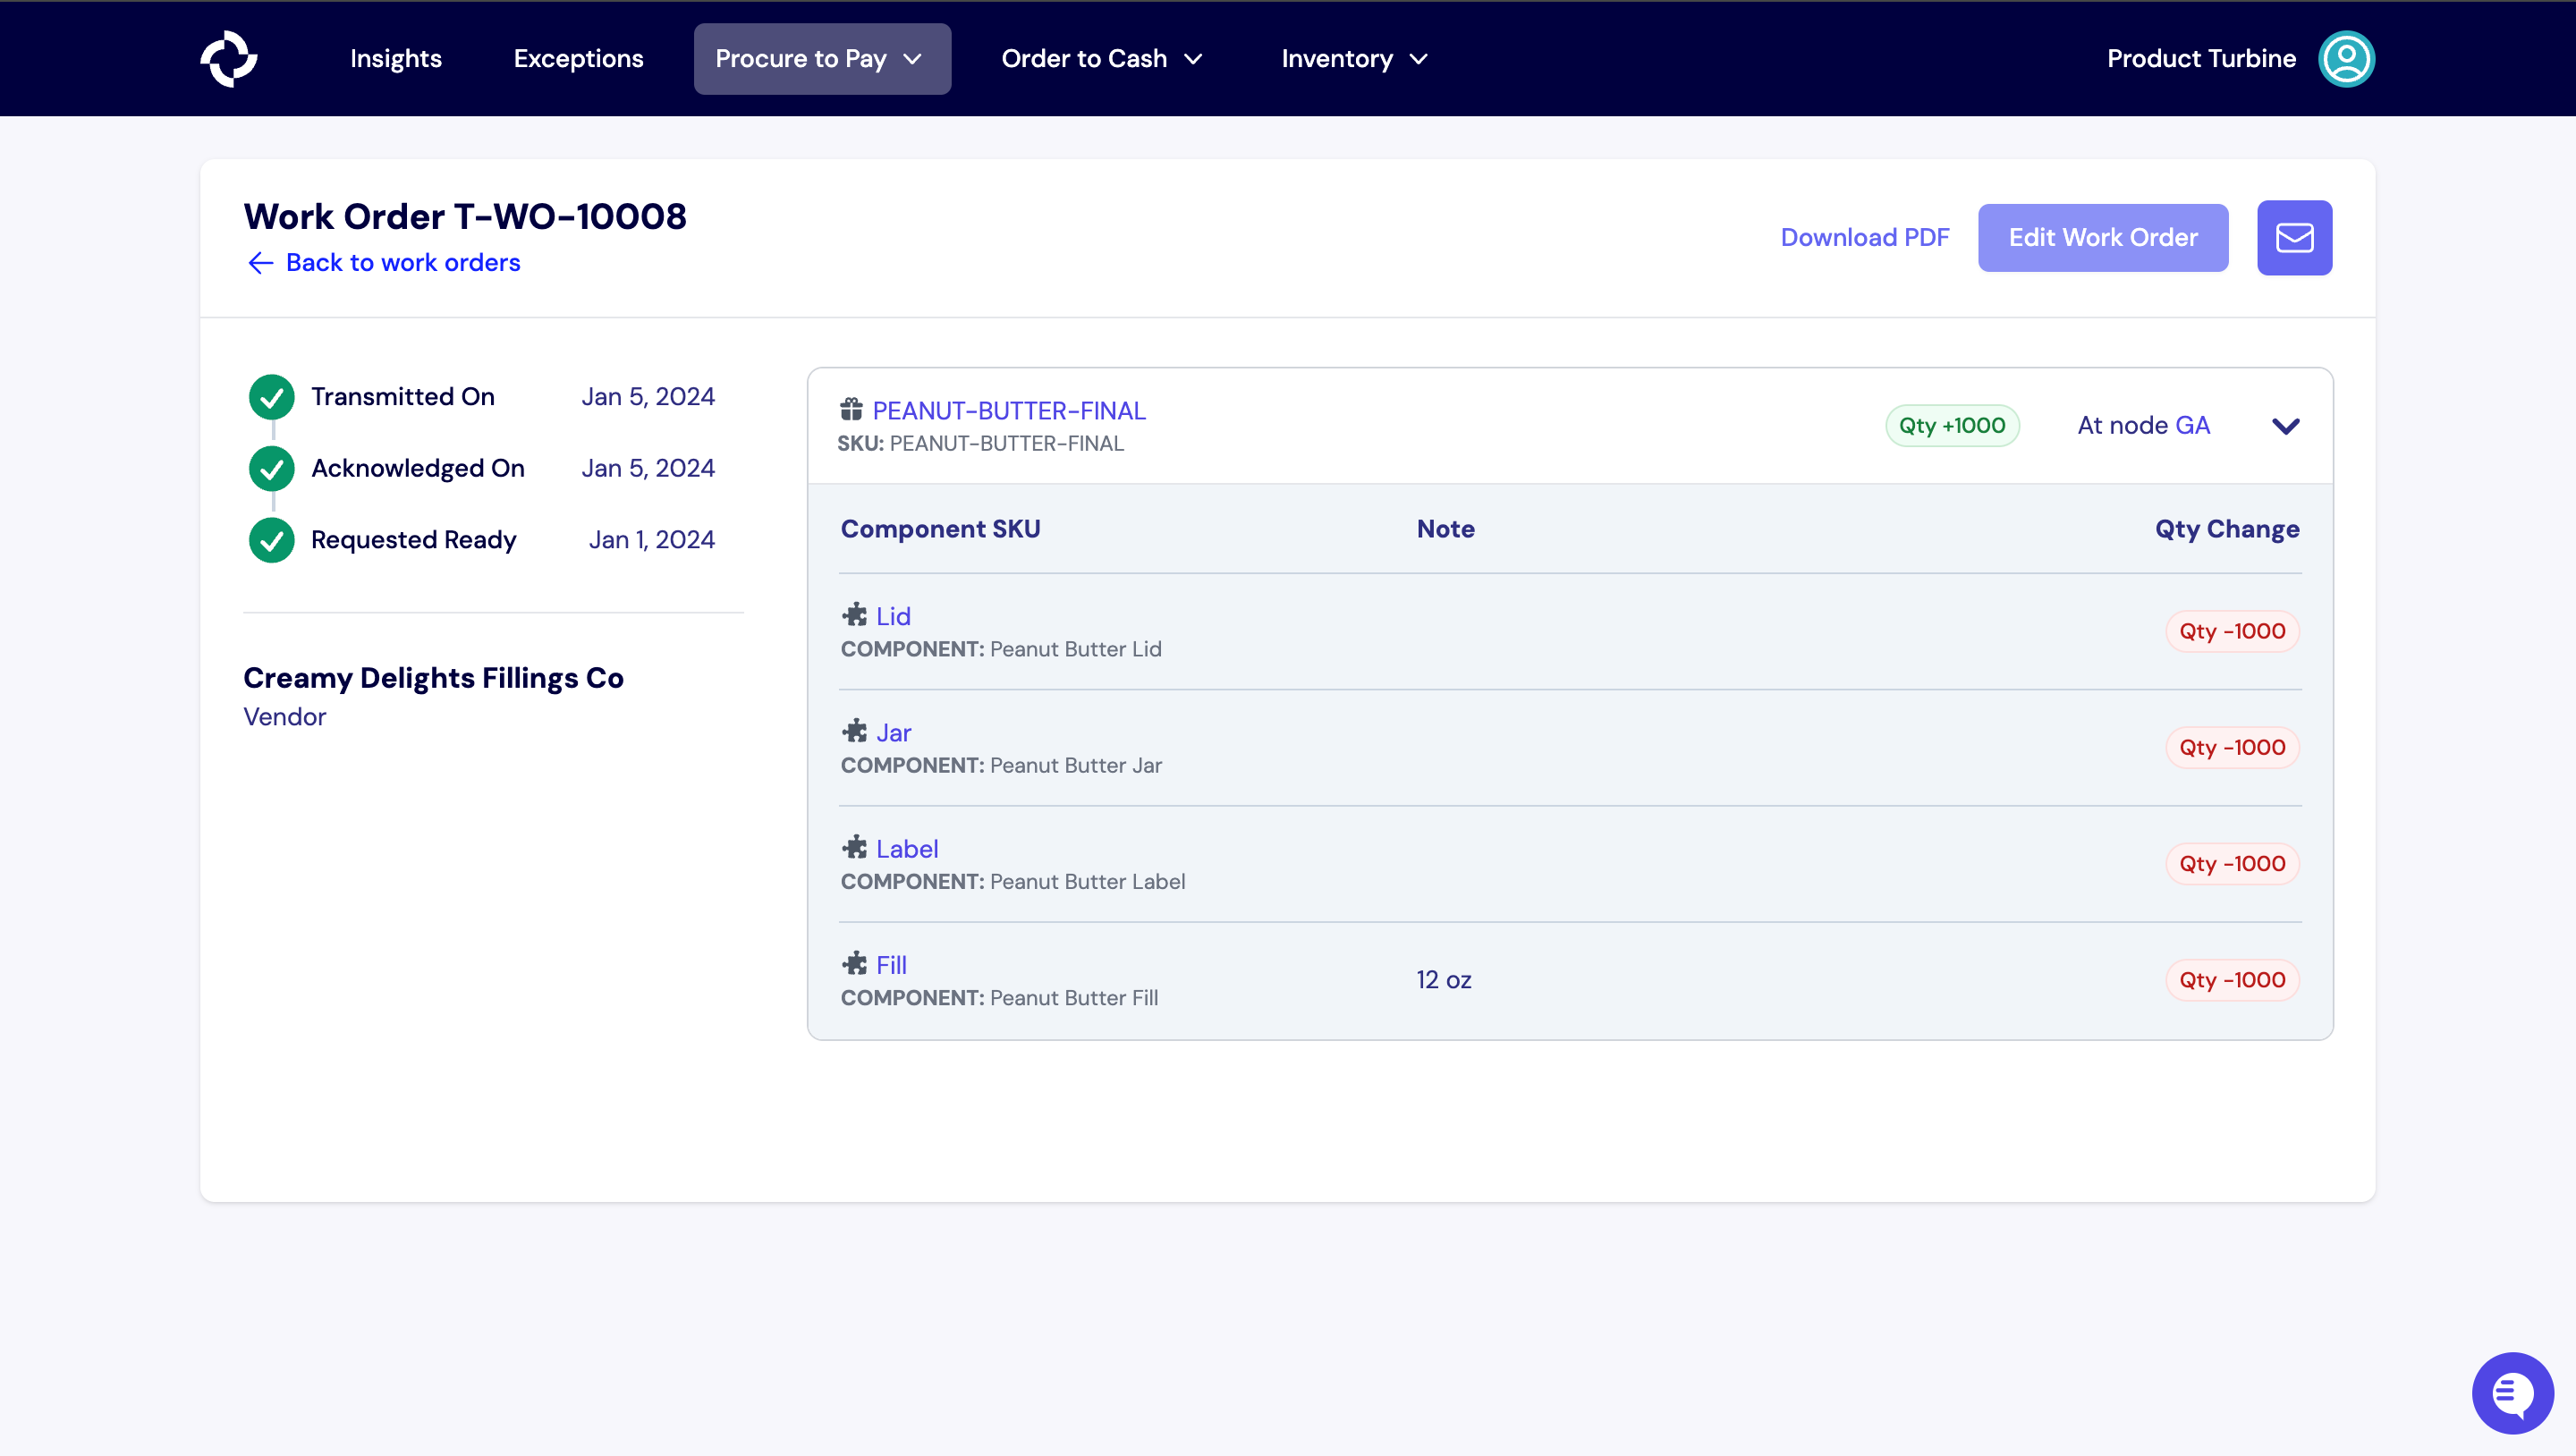 Insights
Exceptions
Procure to Pay
Order to Cash
Inventory
Product Turbine
Work Order T-WO-10008
Back to work orders
Download PDF
Edit Work Order
Transmitted On Jan 5, 2024
Acknowledged On Jan 5, 2024
Requested Ready Jan 1, 2024
Creamy Delights Fillings Co
Vendor
PEANUT-BUTTER-FINAL
SKU: PEANUT-BUTTER-FINAL
Qty +1000
At node GA
Component SKU Note Qty Change
Lid
COMPONENT: Peanut Butter Lid
Qty -1000
Jar
COMPONENT: Peanut Butter Jar
Qty -1000
Label
COMPONENT: Peanut Butter Label
Qty -1000
Fill
COMPONENT: Peanut Butter Fill
12 oz
Qty -1000